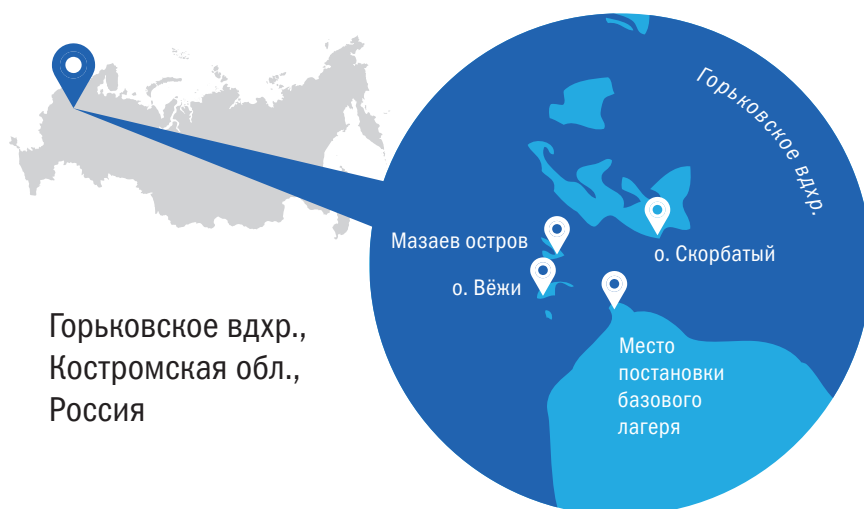 Горьковское вдхр.
Мазаев остров
о. Скорбатый
о. Вёжи
Горьковское вдхр.,
Костромская обл.,
Россия
Место
постановки
базового
лагеря